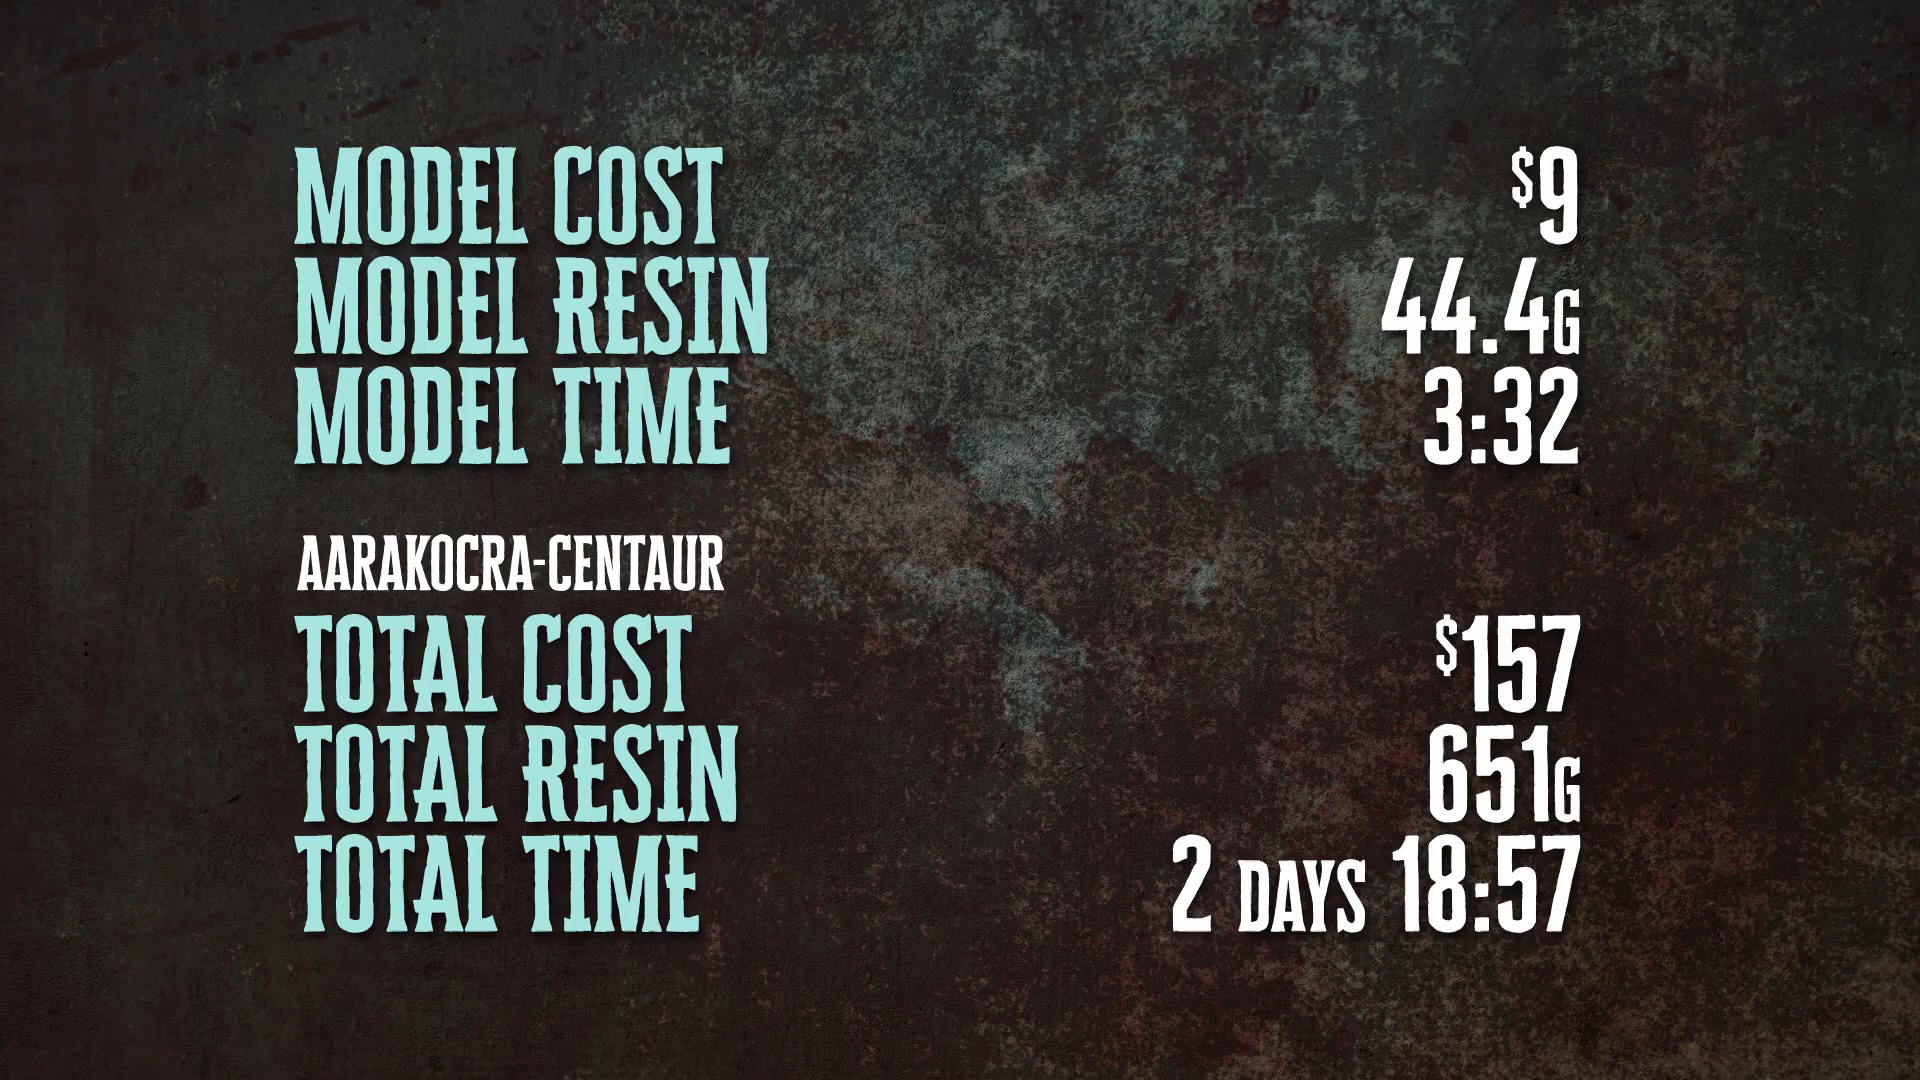 MODEL COST $9
MODEL RESIN 44.4G
MODEL TIME 3:32
AARAKOCRA-CENTAUR
TOTAL COST $157
TOTAL RESIN 651G
TOTAL TIME 2 DAYS 18:57